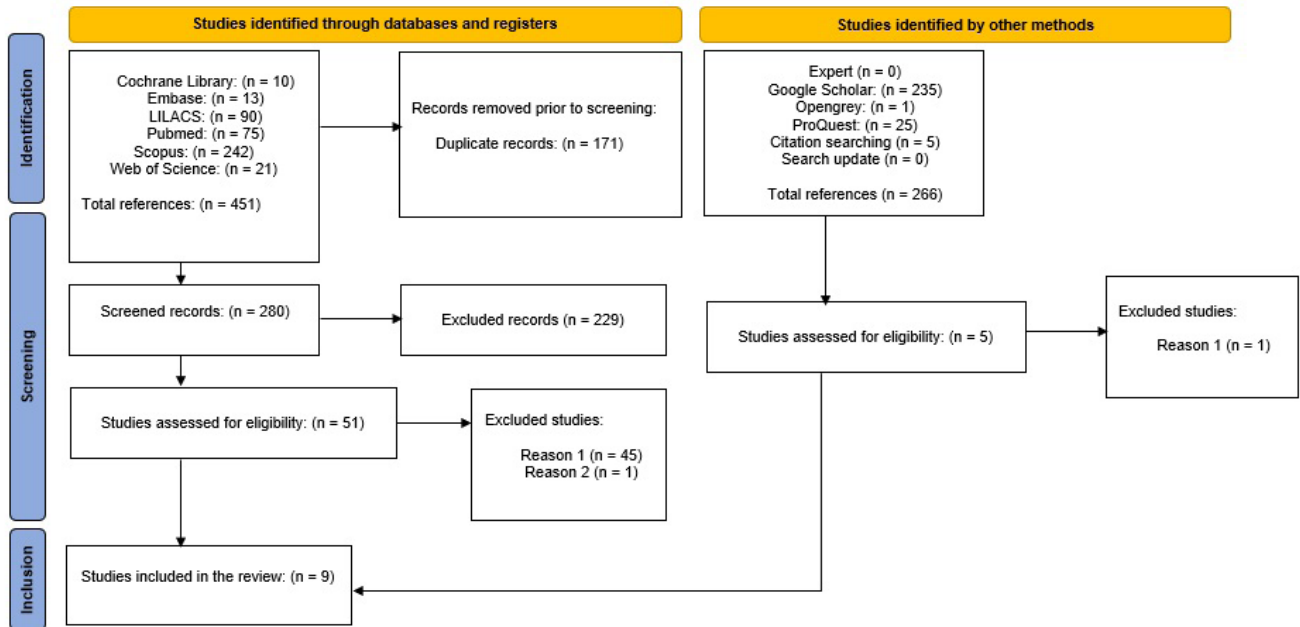 Studies identified through databases and registers
Studies identified by other methods
Identification
Cochrane Library: (n = 10)
Embase: (n = 13)
LILACS: (n = 90)
Pubmed: (n = 75)
Scopus: (n = 242)
Web of Science: (n = 21)
Total references: (n = 451)
Records removed prior to screening:
Duplicate records: (n = 171)
Expert (n = 0)
Google Scholar: (n = 235)
Opengrey: (n = 1)
ProQuest: (n = 25)
Citation searching (n = 5)
Search update (n = 0)
Total references (n = 266)
Screening
Screened records: (n = 280)
Excluded records (n = 229)
Studies assessed for eligibility: (n = 5)
Excluded studies:
Reason 1 (n = 1)
Studies assessed for eligibility: (n = 51)
Excluded studies:
Reason 1 (n = 45)
Reason 2 (n = 1)
Inclusion
Studies included in the review: (n = 9)